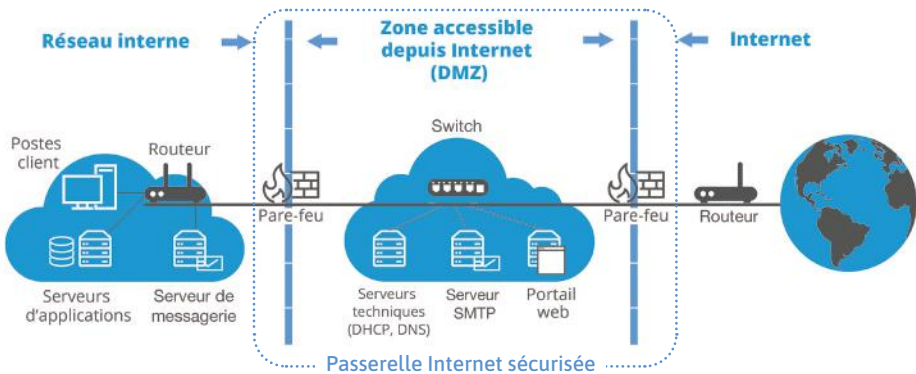 Réseau interne
Zone accessible
depuis Internet
(DMZ)
Internet
Postes
client
Routeur
Switch
Pare-feu
Pare-feu
Routeur
Serveurs
d'applications
Serveur de
messagerie
Serveurs
techniques
(DHCP, DNS)
Serveur
SMTP
Portail
web
Passerelle Internet sécurisée